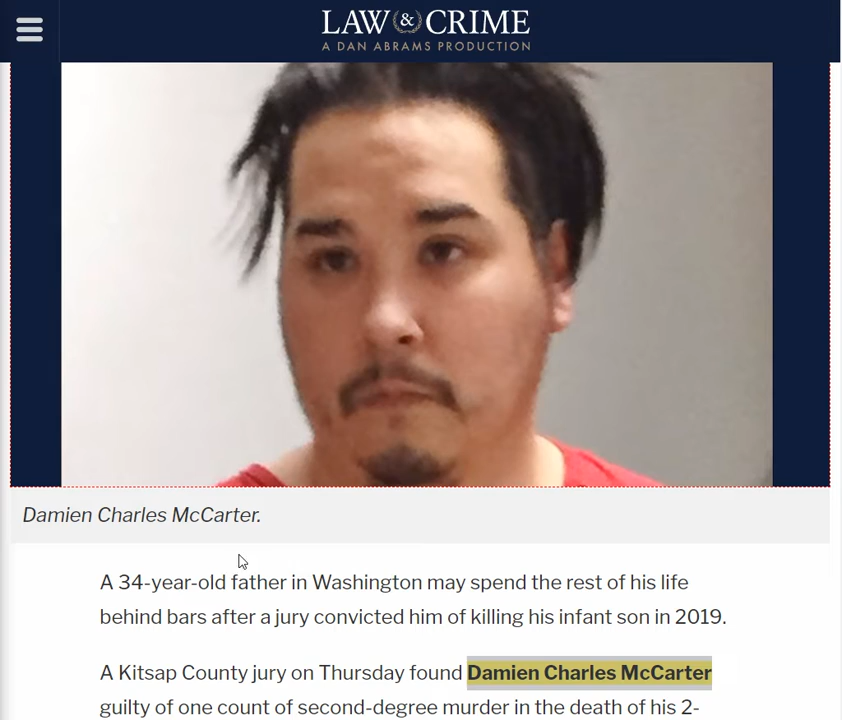 LAW & CRIME
A DAN ABRAMS PRODUCTION
Damien Charles McCarter.
A 34-year-old father in Washington may spend the rest of his life
behind bars after a jury convicted him of killing his infant son in 2019.
A Kitsap County jury on Thursday found Damien Charles McCarter
guilty of one count of second-degree murder in the death of his 2-